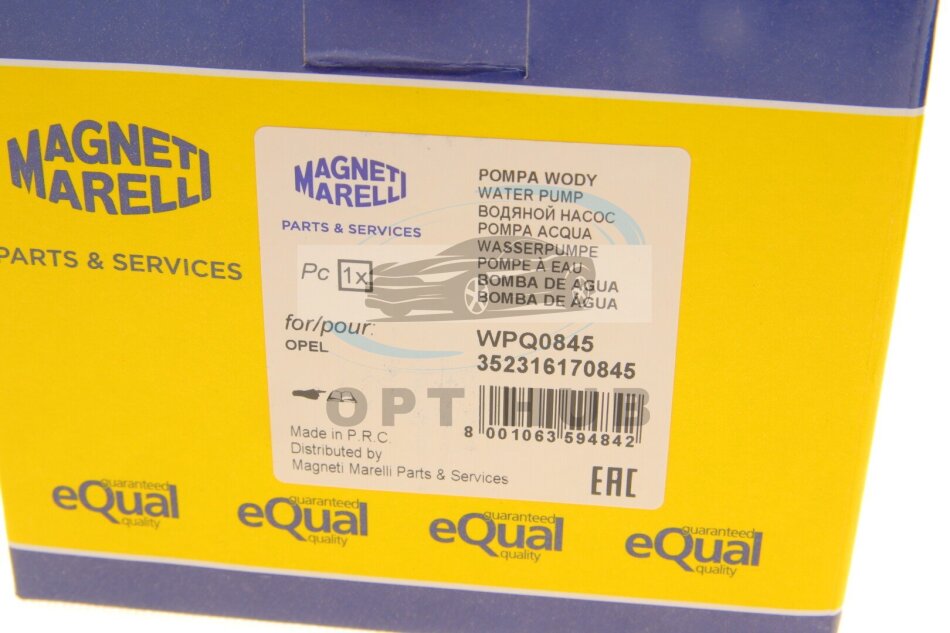 MAGNETI
MARELLI
PARTS & SERVICES
MAGNETI
MARELLI
PARTS & SERVICES
Pc 1x
for/pour:
OPEL
POMPA WODY
WATER PUMP
ВОДЯНОЙ НАСОС
POMPA ACQUA
WASSERPUMPE
POMPE À EAU
BOMBA DE AGUA
BOMBA DE ÁGUA
WPQ0845
352316170845
OPT HUB
8 001063 594842
Made in P.R.C.
Distributed by
Magneti Marelli Parts & Services
EAC
guaranteed
eQual
quality
guaranteed
eQual
quality
guaranteed
eQual
quality
guaranteed
eQual
quality